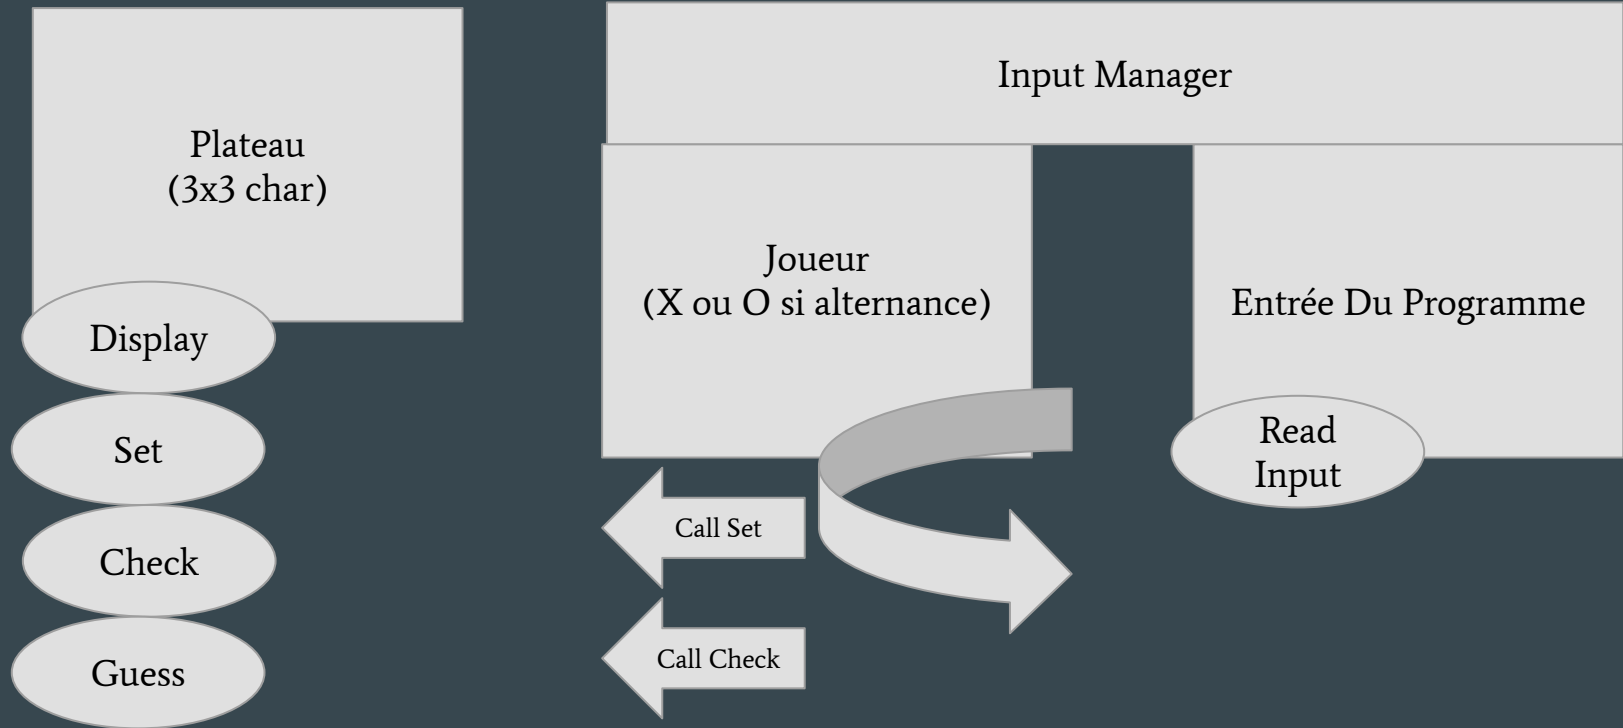 Plateau
(3x3 char)
Display
Set
Check
Guess
Input Manager
Joueur
(X ou O si alternance)
Entrée Du Programme
Read
Input
Call Set
Call Check